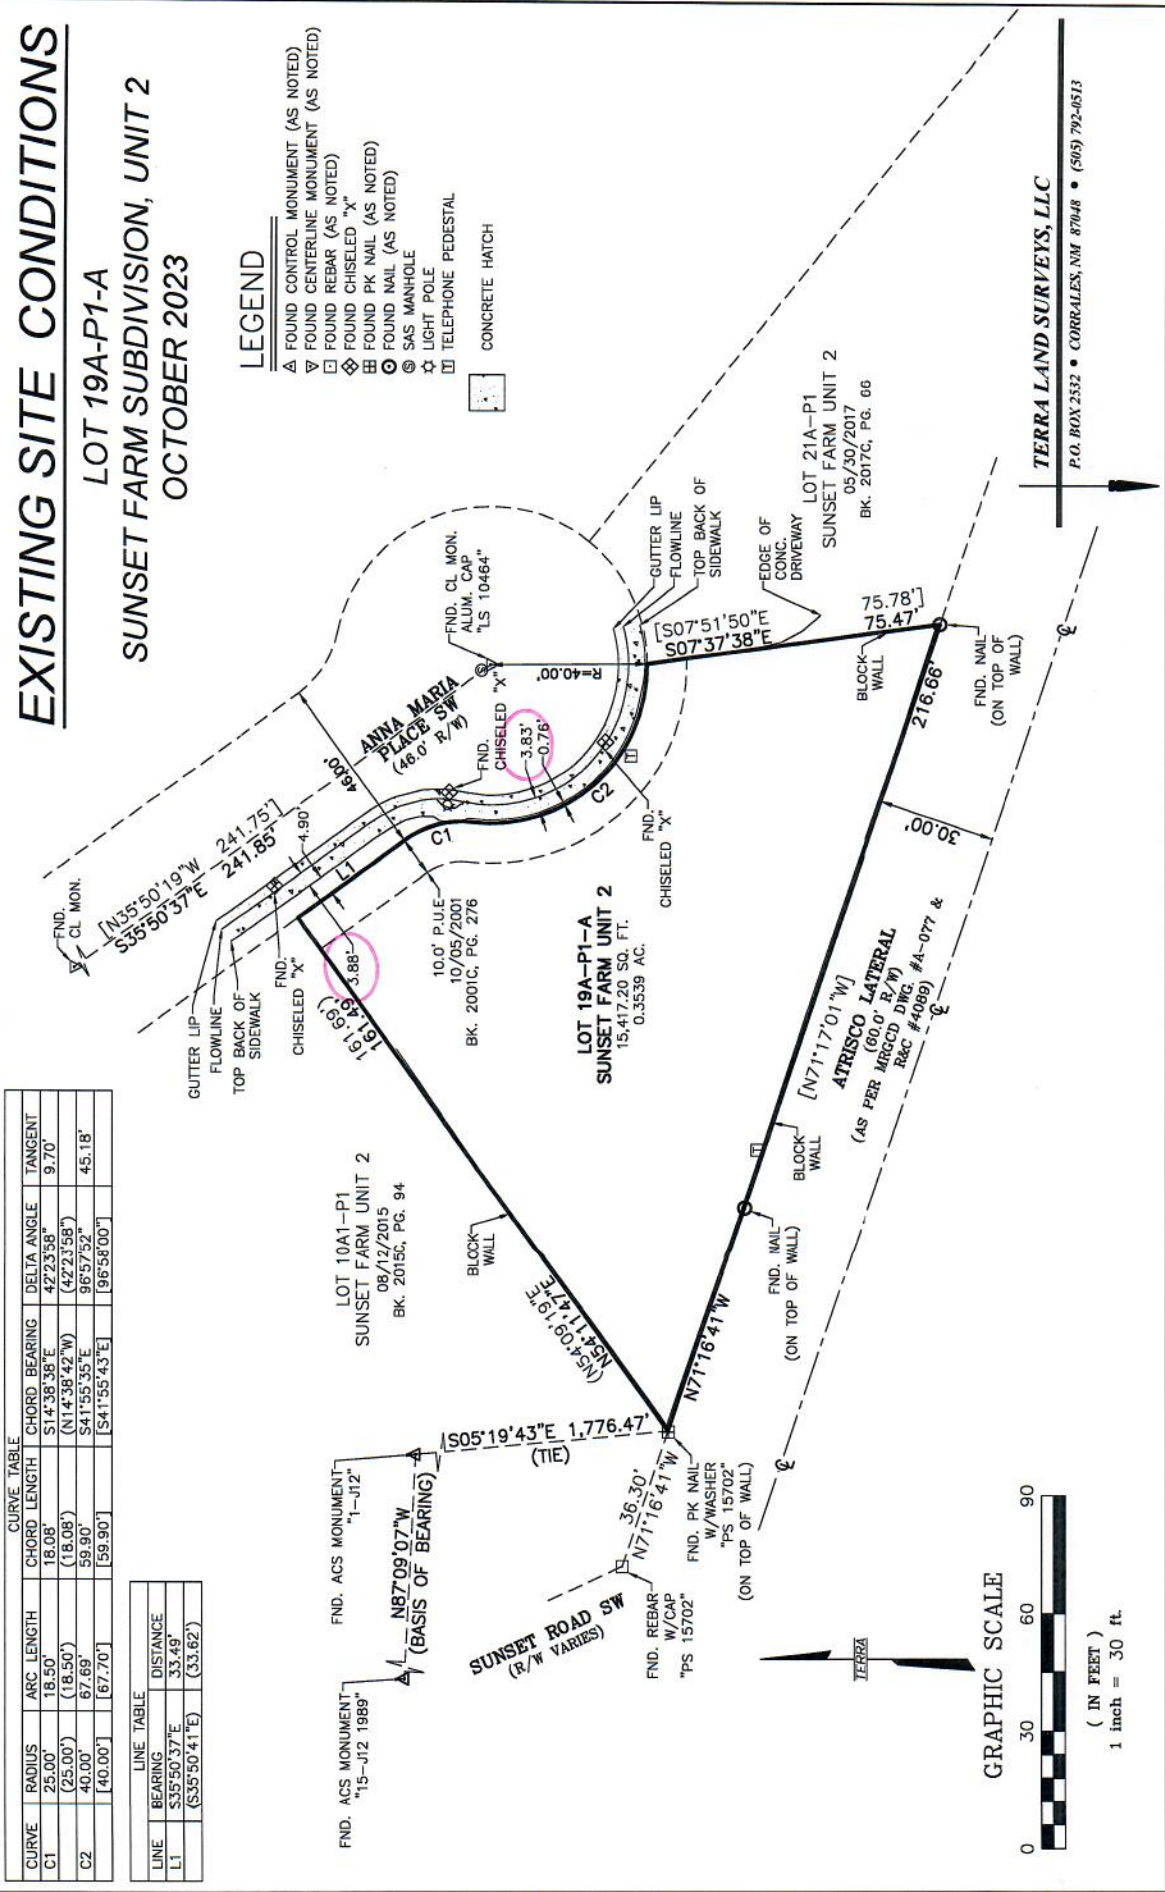 EXISTING SITE CONDITIONS
LOT 19A-P1-A
SUNSET FARM SUBDIVISION, UNIT 2
OCTOBER 2023
LEGEND
FOUND CONTROL MONUMENT (AS NOTED)
FOUND CENTERLINE MONUMENT (AS NOTED)
FOUND REBAR (AS NOTED)
FOUND CHISELED "X"
FOUND PK NAIL (AS NOTED)
FOUND NAIL (AS NOTED)
S SAS MANHOLE
LIGHT POLE
T TELEPHONE PEDESTAL
CONCRETE HATCH
CURVE TABLE
CURVE RADIUS ARC LENGTH CHORD LENGTH CHORD BEARING DELTA ANGLE TANGENT
C1 25.00' 18.50' 18.08' S14°38'38"E 42°23'58" 9.70'
(25.00') (18.50') (18.08') (N14°38'42"W) (42°23'58")
C2 40.00' 67.69' 59.90' S41°55'35"E 96°57'52" 45.18'
[40.00'] [67.70'] [59.90'] [S41°55'43"E] [96°58'00"]
LINE TABLE
LINE BEARING DISTANCE
L1 S35°50'37"E 33.49'
(S35°50'41"E) (33.62')
FND.
CL MON.
[N35°50'19"W 241.75']
S35°50'37"E 241.85'
GUTTER LIP
FLOWLINE
TOP BACK OF
SIDEWALK
FND.
CHISELED "X"
4.90'
L1
46.00'
3.88'
ANNA MARIA
PLACE SW
(46.0' R/W)
FND. CL MON.
ALUM. CAP
"LS 10464"
S
FND.
CHISELED "X"
3.83'
0.76'
R=40.00'
C1
C2
T
FND.
CHISELED "X"
10.0' P.U.E
10/05/2001
BK. 2001C, PG. 276
GUTTER LIP
FLOWLINE
TOP BACK OF
SIDEWALK
EDGE OF
CONC.
DRIVEWAY
LOT 21A-P1
SUNSET FARM UNIT 2
05/30/2017
BK. 2017C, PG. 66
[S07°51'50"E 75.78']
S07°37'38"E 75.47'
BLOCK
WALL
FND. NAIL
(ON TOP OF
WALL)
161.69')
161.49'
(N54°09'19"E
N54°11'47"E
LOT 10A1-P1
SUNSET FARM UNIT 2
08/12/2015
BK. 2015C, PG. 94
BLOCK
WALL
LOT 19A-P1-A
SUNSET FARM UNIT 2
15,417.20 SQ. FT.
0.3539 AC.
216.66'
30.00'
[N71°17'01"W]
ATRISCO LATERAL
(60.0' R/W)
(AS PER MRGCD DWG. #A-077 &
R&C #4089)
T
BLOCK
WALL
FND. NAIL
(ON TOP OF WALL)
N71°16'41"W
FND. ACS MONUMENT
"1-J12"
S05°19'43"E 1,776.47'
(TIE)
N87°09'07"W
(BASIS OF BEARING)
FND. ACS MONUMENT
"15-J12 1989"
36.30'
N71°16'41"W
FND. PK NAIL
W/WASHER
"PS 15702"
(ON TOP OF WALL)
FND. REBAR
W/CAP
"PS 15702"
SUNSET ROAD SW
(R/W VARIES)
TERRA
GRAPHIC SCALE
0 30 60 90
( IN FEET )
1 inch = 30 ft.
TERRA LAND SURVEYS, LLC
P.O. BOX 2532 • CORRALES, NM 87048 • (505) 792-0513